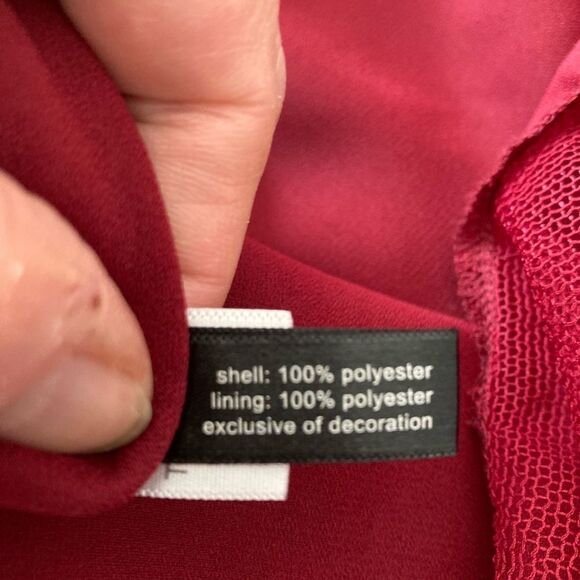 shell: 100% polyester
lining: 100% polyester
exclusive of decoration